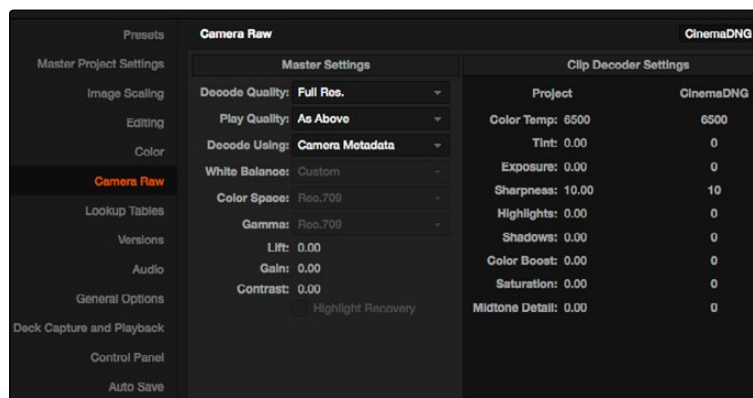 Presets
Master Project Settings
Image Scaling
Editing
Color
Camera Raw
Lookup Tables
Versions
Audio
General Options
Deck Capture and Playback
Control Panel
Auto Save
Camera Raw
CinemaDNG
Master Settings
Decode Quality: Full Res.
Play Quality: As Above
Decode Using: Camera Metadata
White Balance: Custom
Color Space: Rec.709
Gamma: Rec.709
Lift: 0.00
Gain: 0.00
Contrast: 0.00
Highlight Recovery
Clip Decoder Settings
Project CinemaDNG
Color Temp: 6500 6500
Tint: 0.00 0
Exposure: 0.00 0
Sharpness: 10.00 10
Highlights: 0.00 0
Shadows: 0.00 0
Color Boost: 0.00 0
Saturation: 0.00 0
Midtone Detail: 0.00 0